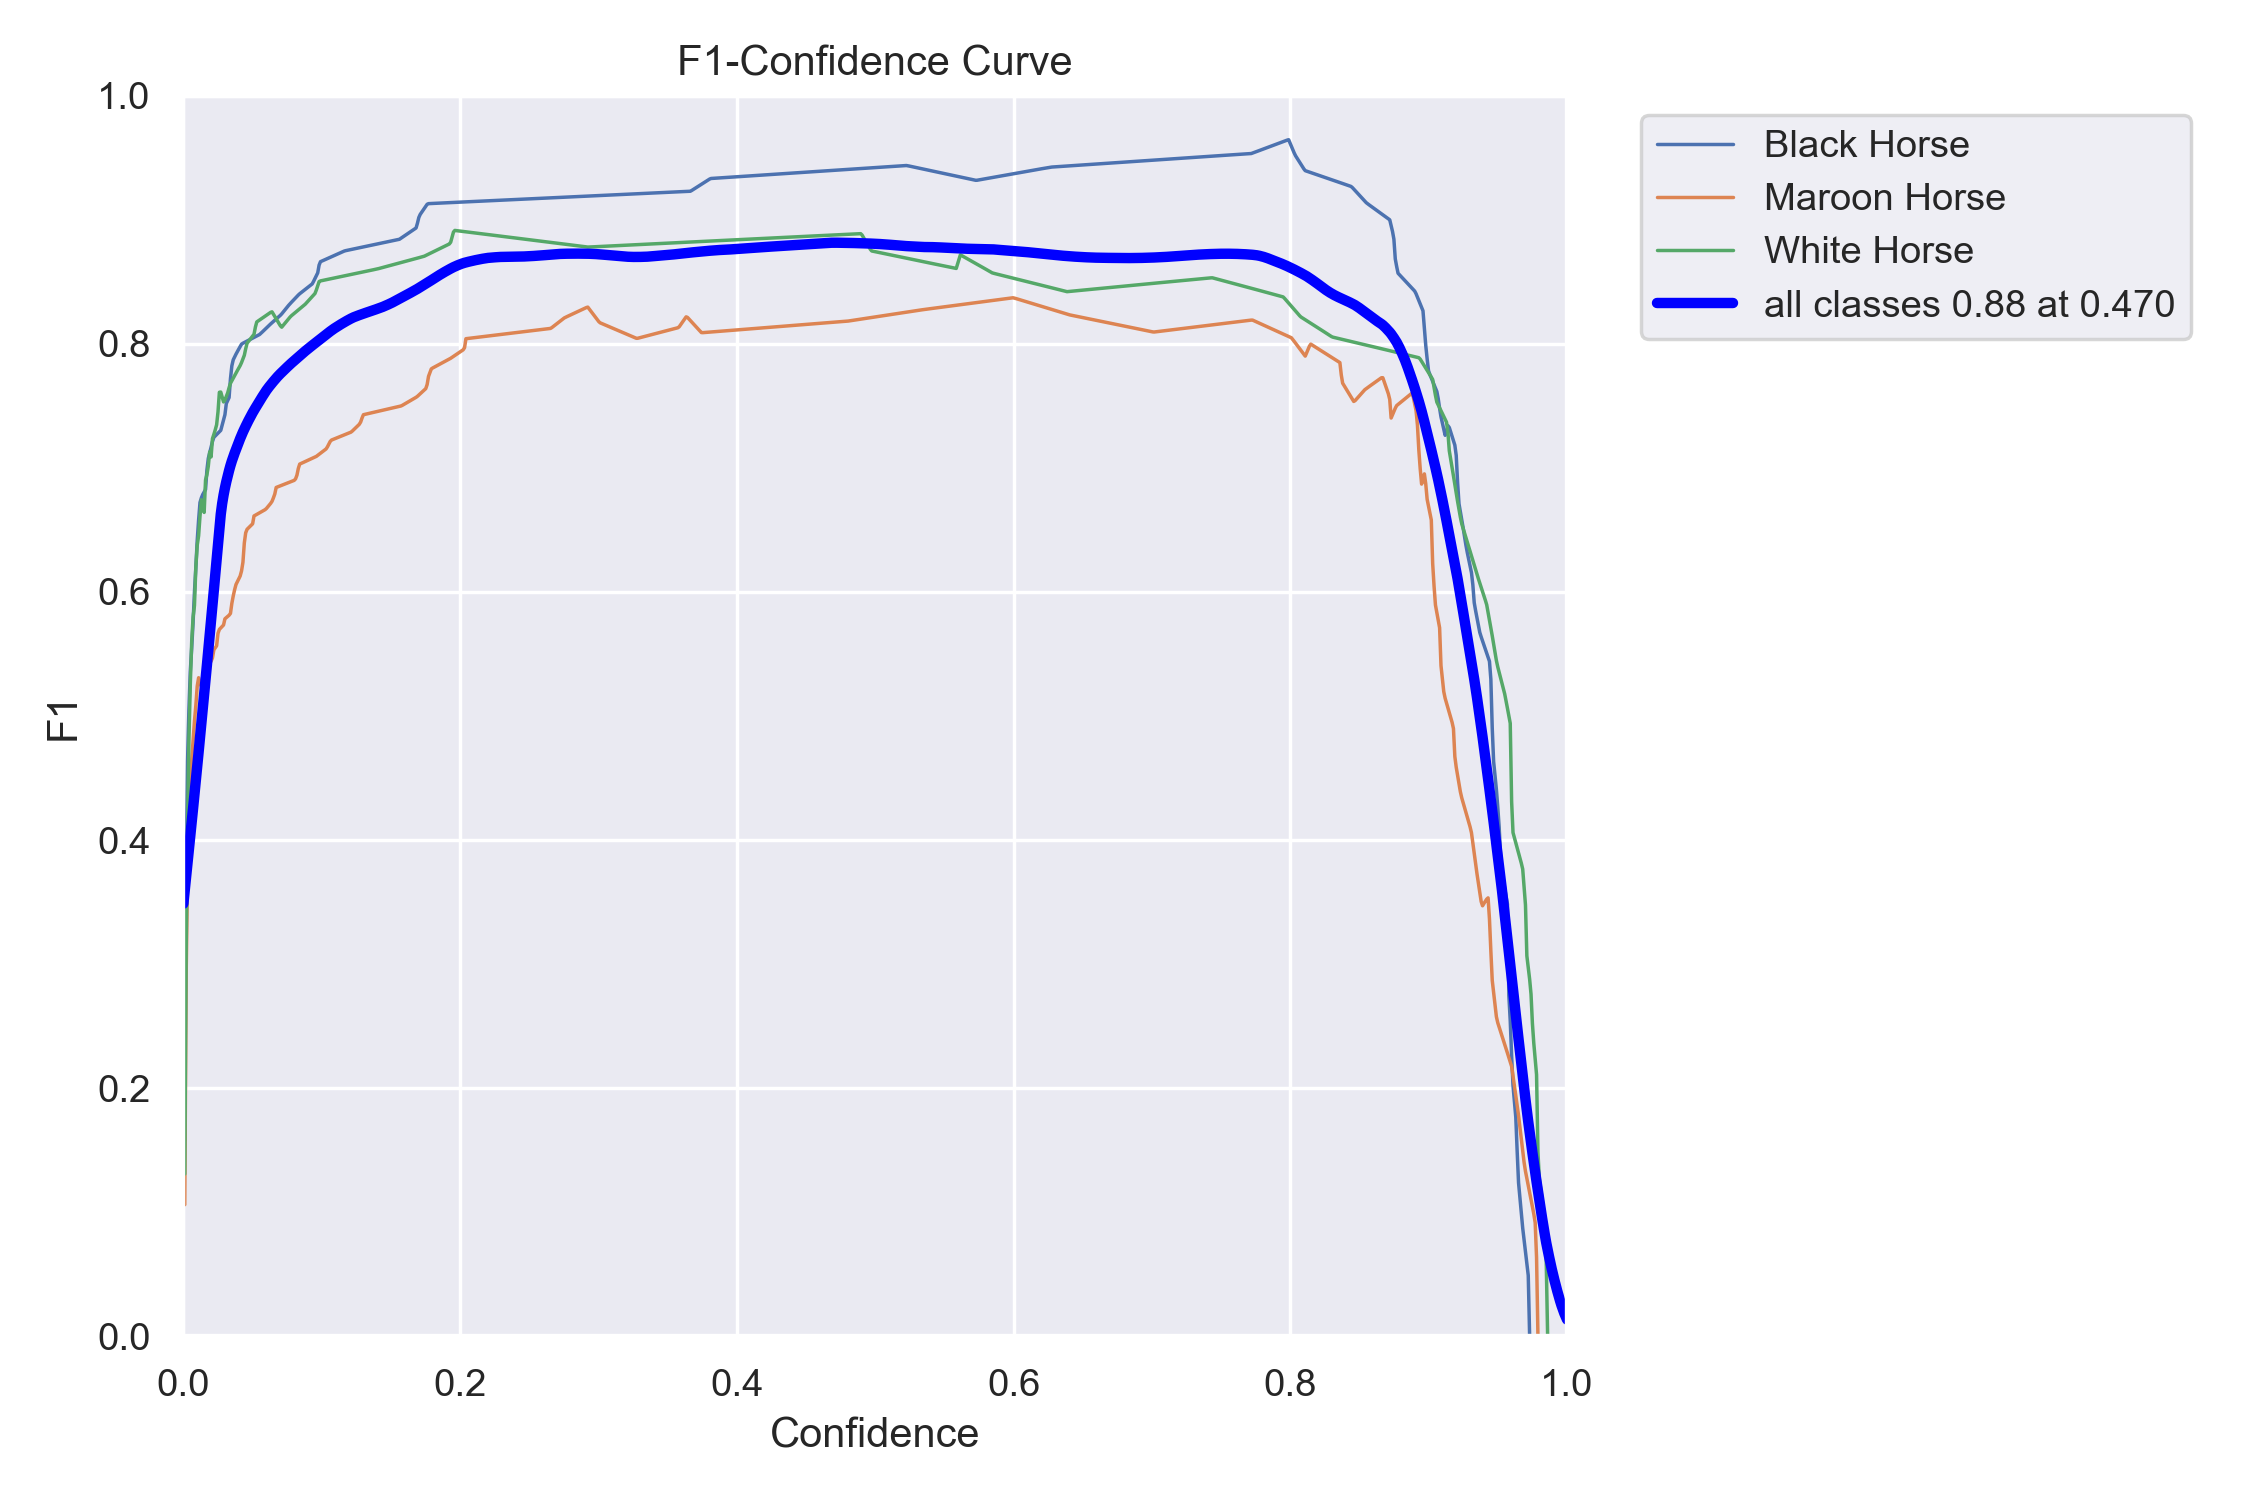 F1-Confidence Curve
1.0
0.8
0.6
0.4
0.2
0.0
F1
0.0 0.2 0.4 0.6 0.8 1.0
Confidence
Black Horse
Maroon Horse
White Horse
all classes 0.88 at 0.470